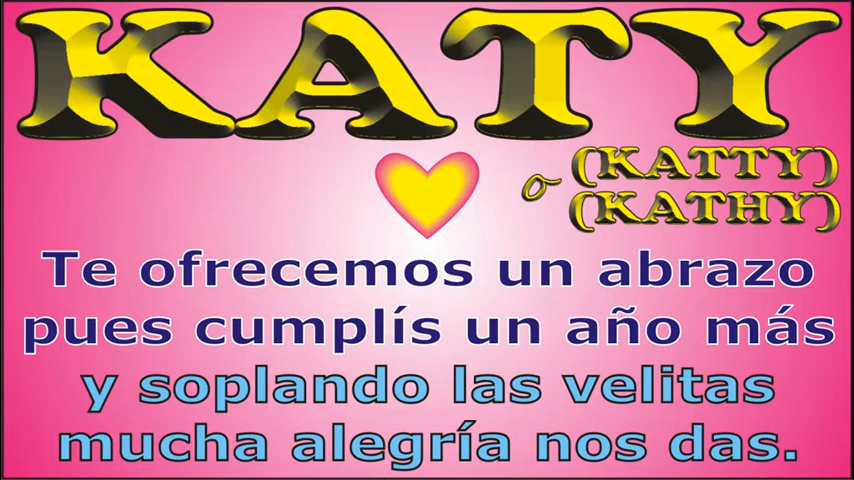 KATY
o (KATTY)
(KATHY)
Te ofrecemos un abrazo
pues cumplís un año más
y soplando las velitas
mucha alegría nos das.